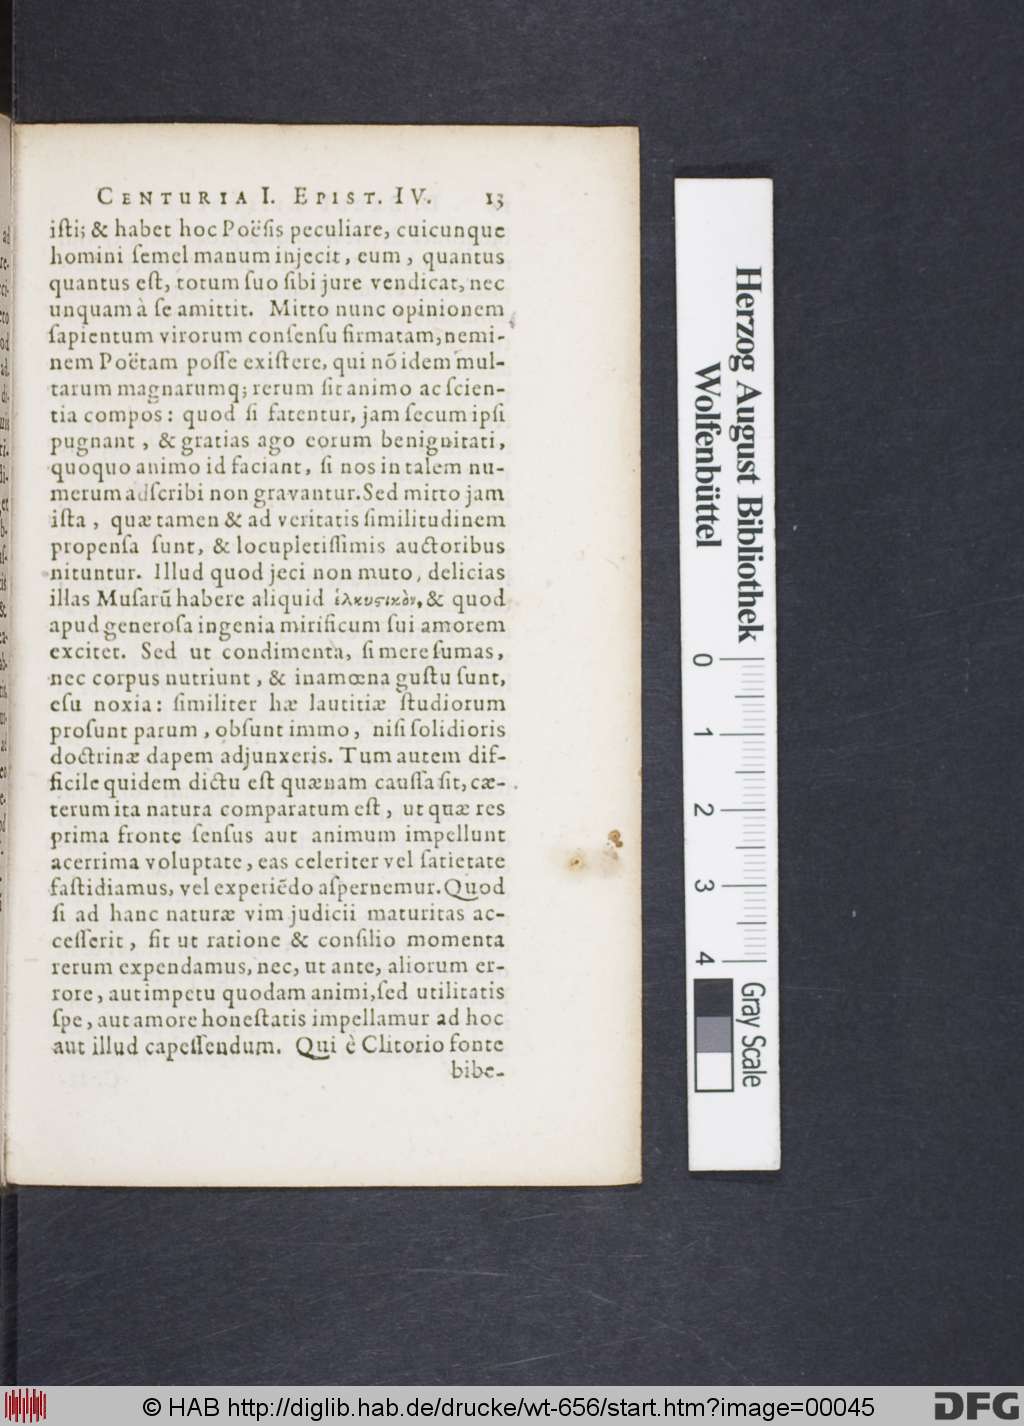 CENTURIA I. EPIST. IV. 13
iſti; & habet hoc Poëſis peculiare, cuicunque
homini ſemel manum injecit, eum, quantus
quantus eſt, totum ſuo ſibi jure vendicat, nec
unquam à ſe amittit. Mitto nunc opinionem
ſapientum virorum conſenſu firmatam, nemi-
nem Poëtam poſſe exiſtere, qui nō idem mul-
tarum magnarumq; rerum ſit animo ac ſcien-
tia compos: quod ſi fatentur, jam ſecum ipſi
pugnant, & gratias ago eorum benignitati,
quoquo animo id faciant, ſi nos in talem nu-
merum adſcribi non gravantur. Sed mitto jam
iſta, quæ tamen & ad veritatis ſimilitudinem
propenſa ſunt, & locupletiſſimis auctoribus
nituntur. Illud quod jeci non muto, delicias
illas Muſarū habere aliquid ἑλκυςικὸν, & quod
apud generoſa ingenia mirificum ſui amorem
excitet. Sed ut condimenta, ſi mere ſumas,
nec corpus nutriunt, & inamœna guſtu ſunt,
eſu noxia: ſimiliter hæ lautitiæ ſtudiorum
proſunt parum, obſunt immo, niſi ſolidioris
doctrinæ dapem adjunxeris. Tum autem dif-
ficile quidem dictu eſt quænam cauſſa ſit, cæ-
terum ita natura comparatum eſt, ut quæ res
prima fronte ſenſus aut animum impellunt
acerrima voluptate, eas celeriter vel ſatietate
faſtidiamus, vel experiēdo aſpernemur. Quod
ſi ad hanc naturæ vim judicii maturitas ac-
ceſſerit, fit ut ratione & conſilio momenta
rerum expendamus, nec, ut ante, aliorum er-
rore, aut impetu quodam animi, ſed utilitatis
ſpe, aut amore honeſtatis impellamur ad hoc
aut illud capeſſendum. Qui è Clitorio fonte
bibe-
Herzog August Bibliothek
Wolfenbüttel
0 1 2 3 4
Gray Scale
© HAB http://diglib.hab.de/drucke/wt-656/start.htm?image=00045
DFG